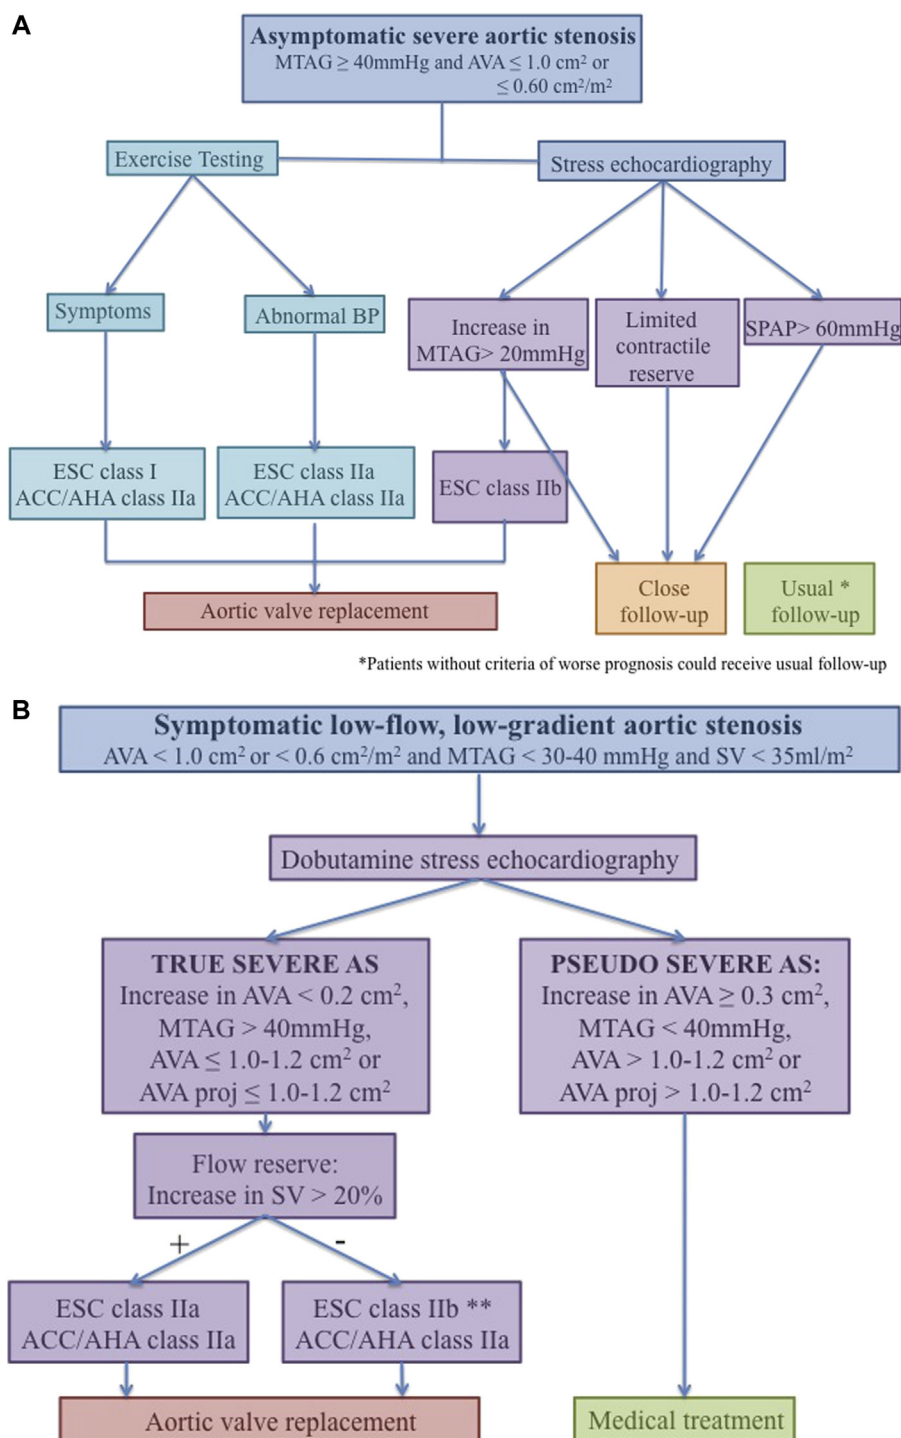 A
Asymptomatic severe aortic stenosis
MTAG ≥ 40mmHg and AVA ≤ 1.0 cm² or
≤ 0.60 cm²/m²
Exercise Testing
Stress echocardiography
Symptoms
Abnormal BP
Increase in
MTAG> 20mmHg
Limited
contractile
reserve
SPAP> 60mmHg
ESC class I
ACC/AHA class IIa
ESC class IIa
ACC/AHA class IIa
ESC class IIb
Aortic valve replacement
Close
follow-up
Usual *
follow-up
*Patients without criteria of worse prognosis could receive usual follow-up
B
Symptomatic low-flow, low-gradient aortic stenosis
AVA < 1.0 cm² or < 0.6 cm²/m² and MTAG < 30-40 mmHg and SV < 35ml/m²
Dobutamine stress echocardiography
TRUE SEVERE AS
Increase in AVA < 0.2 cm²,
MTAG > 40mmHg,
AVA ≤ 1.0-1.2 cm² or
AVA proj ≤ 1.0-1.2 cm²
PSEUDO SEVERE AS:
Increase in AVA ≥ 0.3 cm²,
MTAG < 40mmHg,
AVA > 1.0-1.2 cm² or
AVA proj > 1.0-1.2 cm²
Flow reserve:
Increase in SV > 20%
+
-
ESC class IIa
ACC/AHA class IIa
ESC class IIb **
ACC/AHA class IIa
Aortic valve replacement
Medical treatment